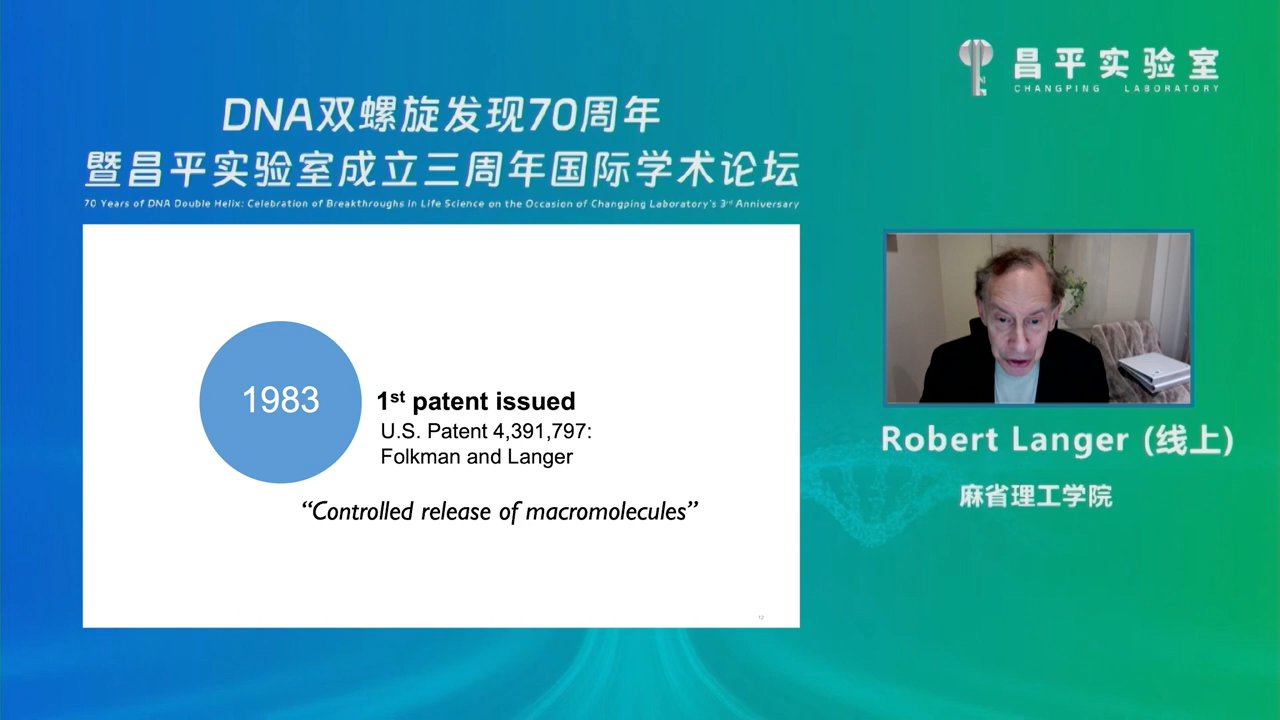 昌平实验室
CHANGPING LABORATORY
DNA双螺旋发现70周年
暨昌平实验室成立三周年国际学术论坛
70 Years of DNA Double Helix: Celebration of Breakthroughs in Life Science on the Occasion of Changping Laboratory's 3rd Anniversary
1983
1st patent issued
U.S. Patent 4,391,797:
Folkman and Langer
“Controlled release of macromolecules”
12
Robert Langer (线上)
麻省理工学院